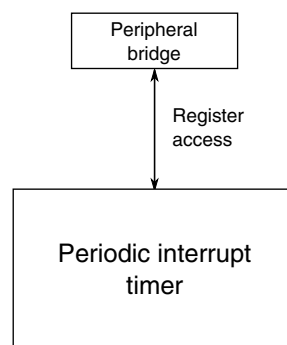 Peripheral
bridge
Register
access
Periodic interrupt
timer